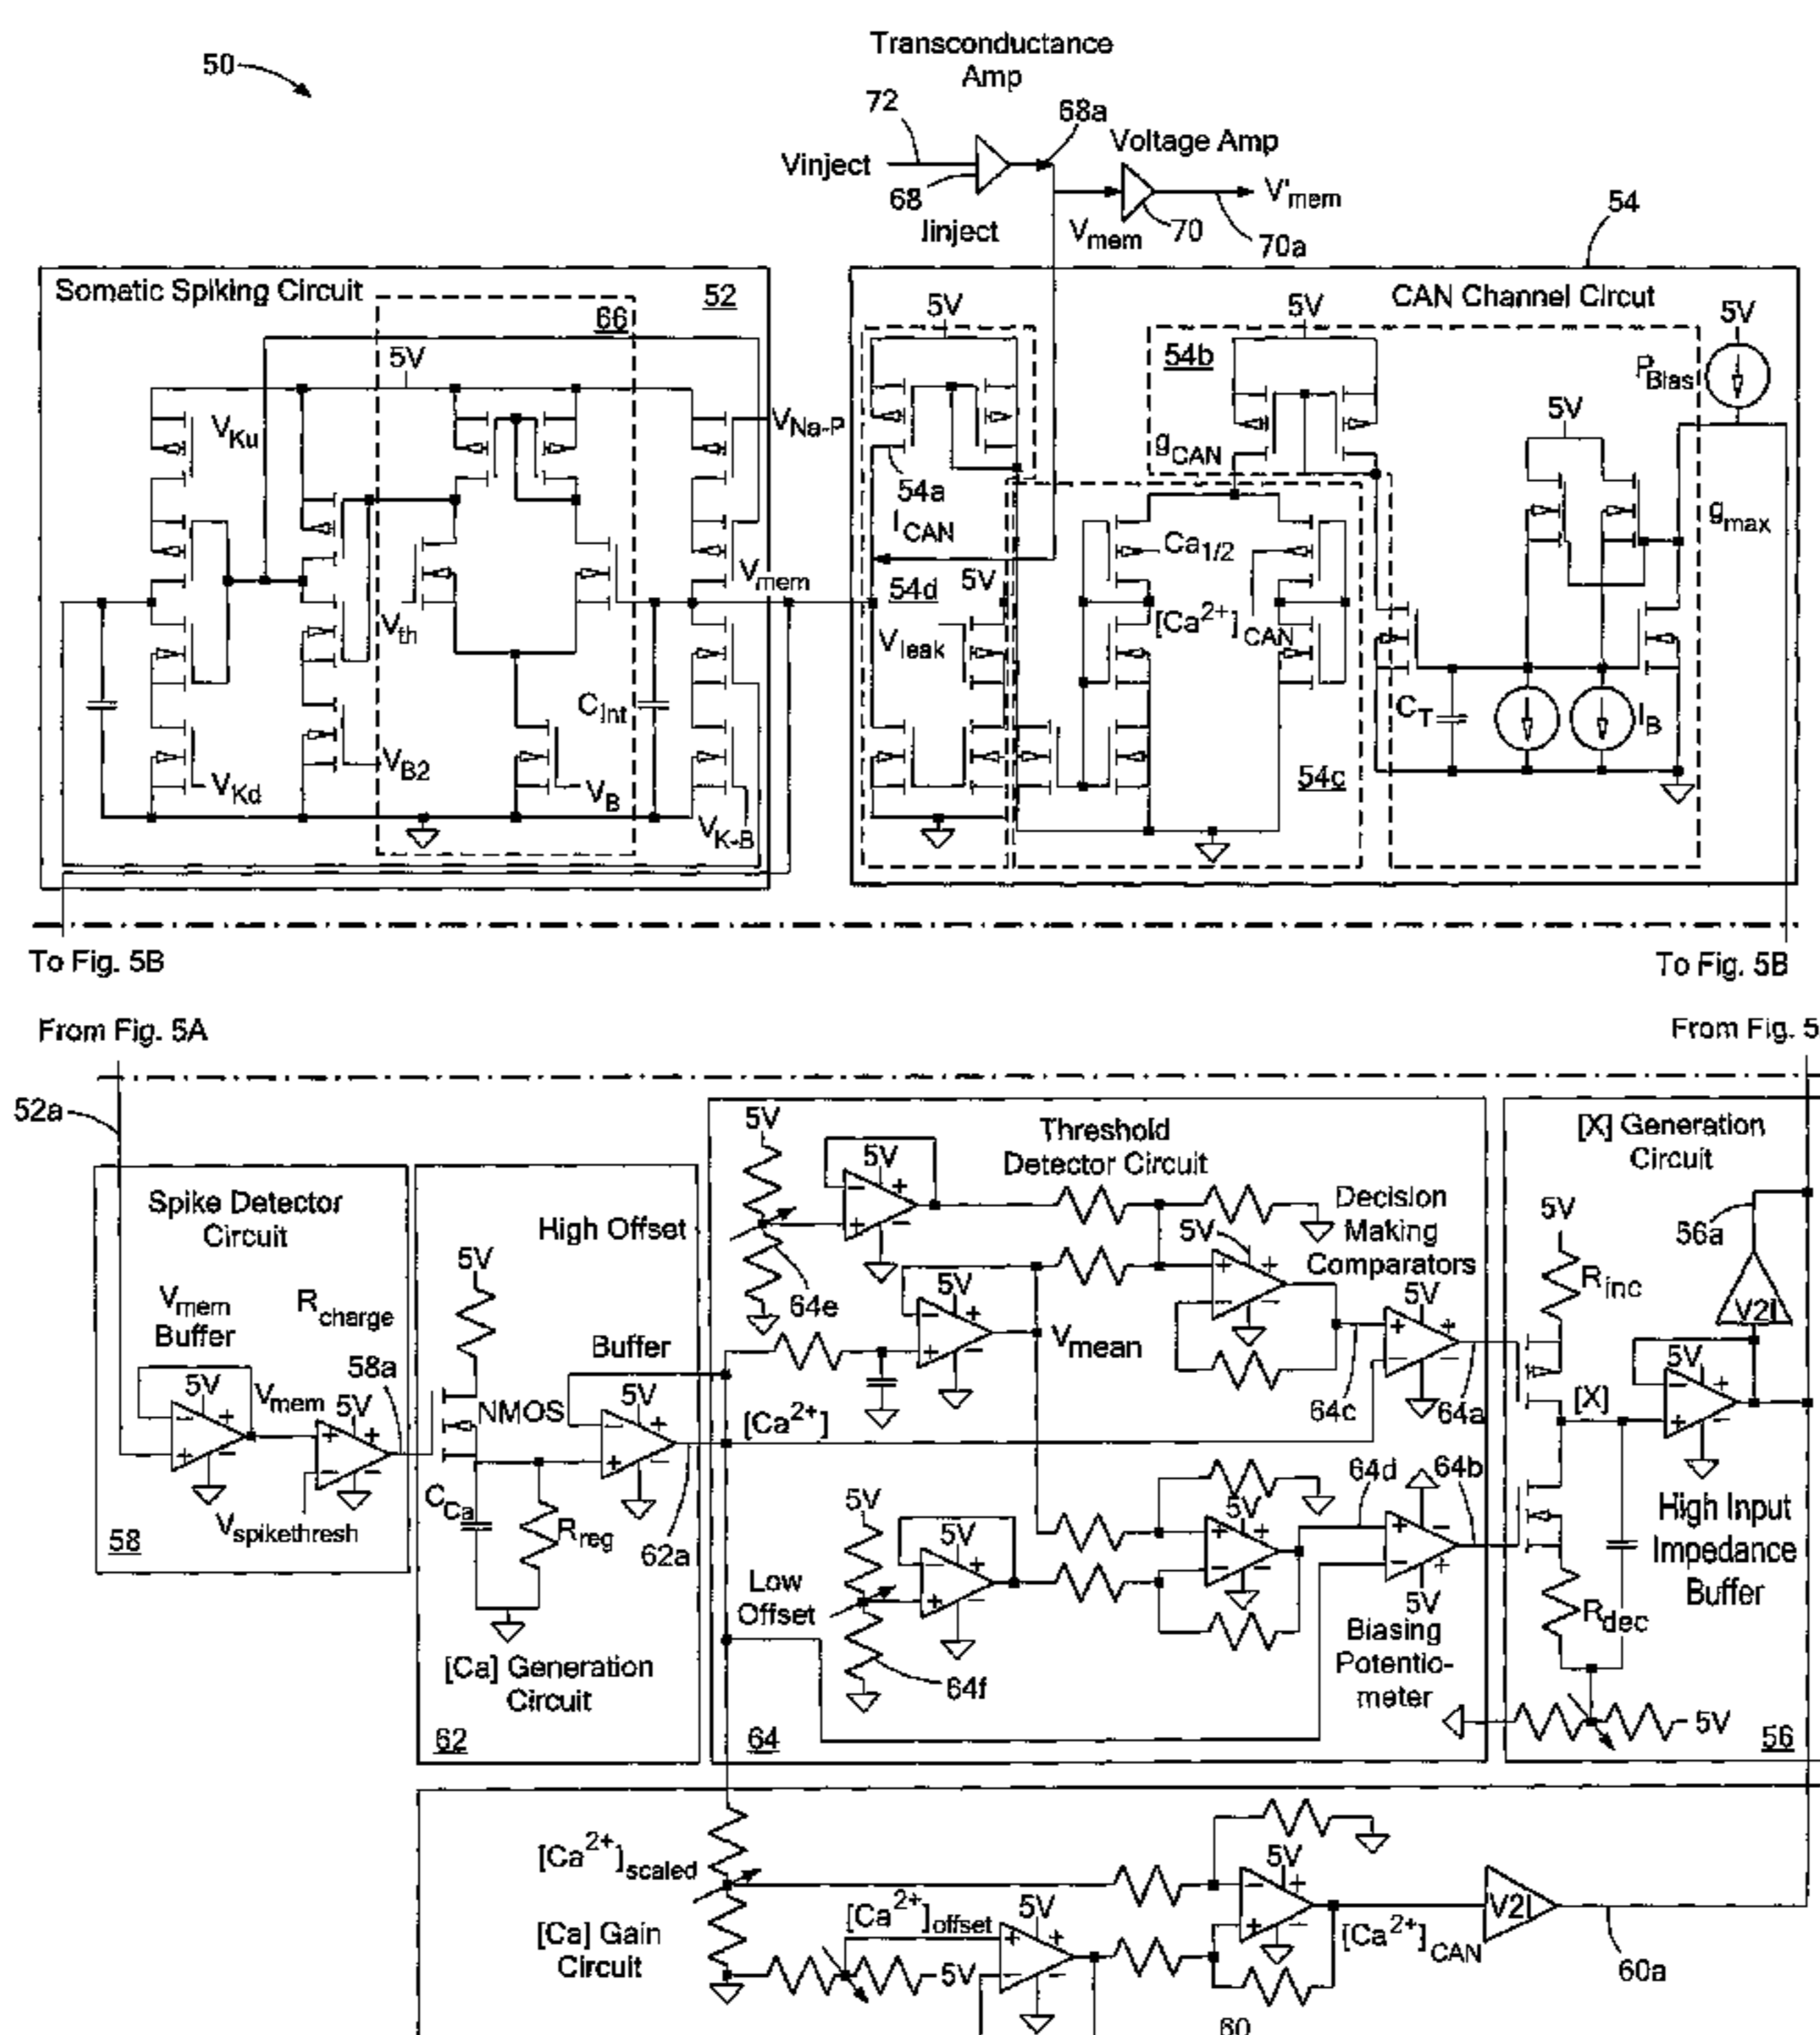 50
Transconductance
Amp
72
68a
Voltage Amp
Vinject
68
V'mem
Iinject
Vmem
70
70a
54
Somatic Spiking Circuit
52
66
5V
VKu
VNa-P
Vmem
Vth
CInt
VB2
VKd
VB
VK-B
CAN Channel Circut
5V
5V
54b
5V
PBias
5V
gCAN
gmax
54a
ICAN
Ca1/2
5V
54d
[Ca2+]CAN
Vleak
CT
IB
54c
To Fig. 5B
To Fig. 5B
From Fig. 5A
From Fig. 5
52a
Spike Detector
Circuit
Vmem
Buffer
5V
Vmem
5V
58a
Vspikethresh
58
High Offset
5V
Rcharge
NMOS
Buffer
5V
CCa
Rreg
62a
[Ca] Generation
Circuit
62
Threshold
Detector Circuit
5V
5V
Decision
Making
Comparators
64e
5V
5V
5V
Vmean
64c
64a
[Ca2+]
64d
64b
5V
5V
5V
Low
Offset
64f
5V
Biasing
Potentio-
meter
64
[X] Generation
Circuit
5V
56a
Rinc
V2I
5V
[X]
High Input
Impedance
Buffer
Rdec
5V
56
[Ca2+]scaled
5V
[Ca] Gain
Circuit
[Ca2+]offset
5V
5V
[Ca2+]CAN
V2I
60a
60